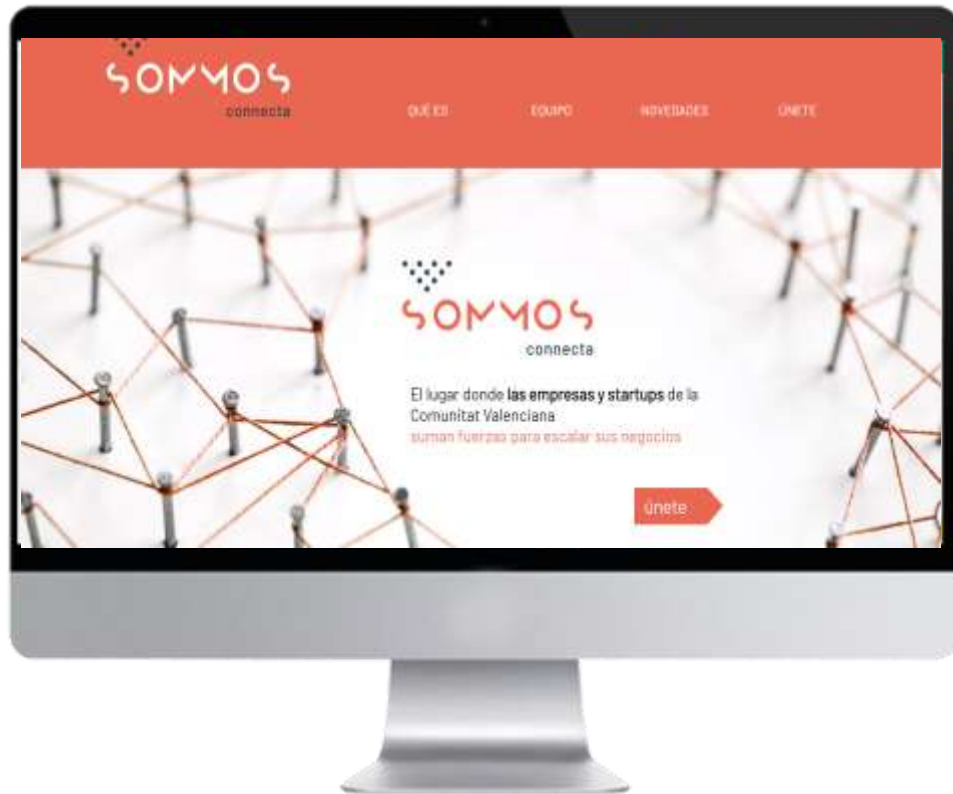 SOMMOS
connecta
QUÉ ES EQUIPO NOVEDADES ÚNETE
SOMMOS
connecta
El lugar donde las empresas y startups de la
Comunitat Valenciana
suman fuerzas para escalar sus negocios
únete